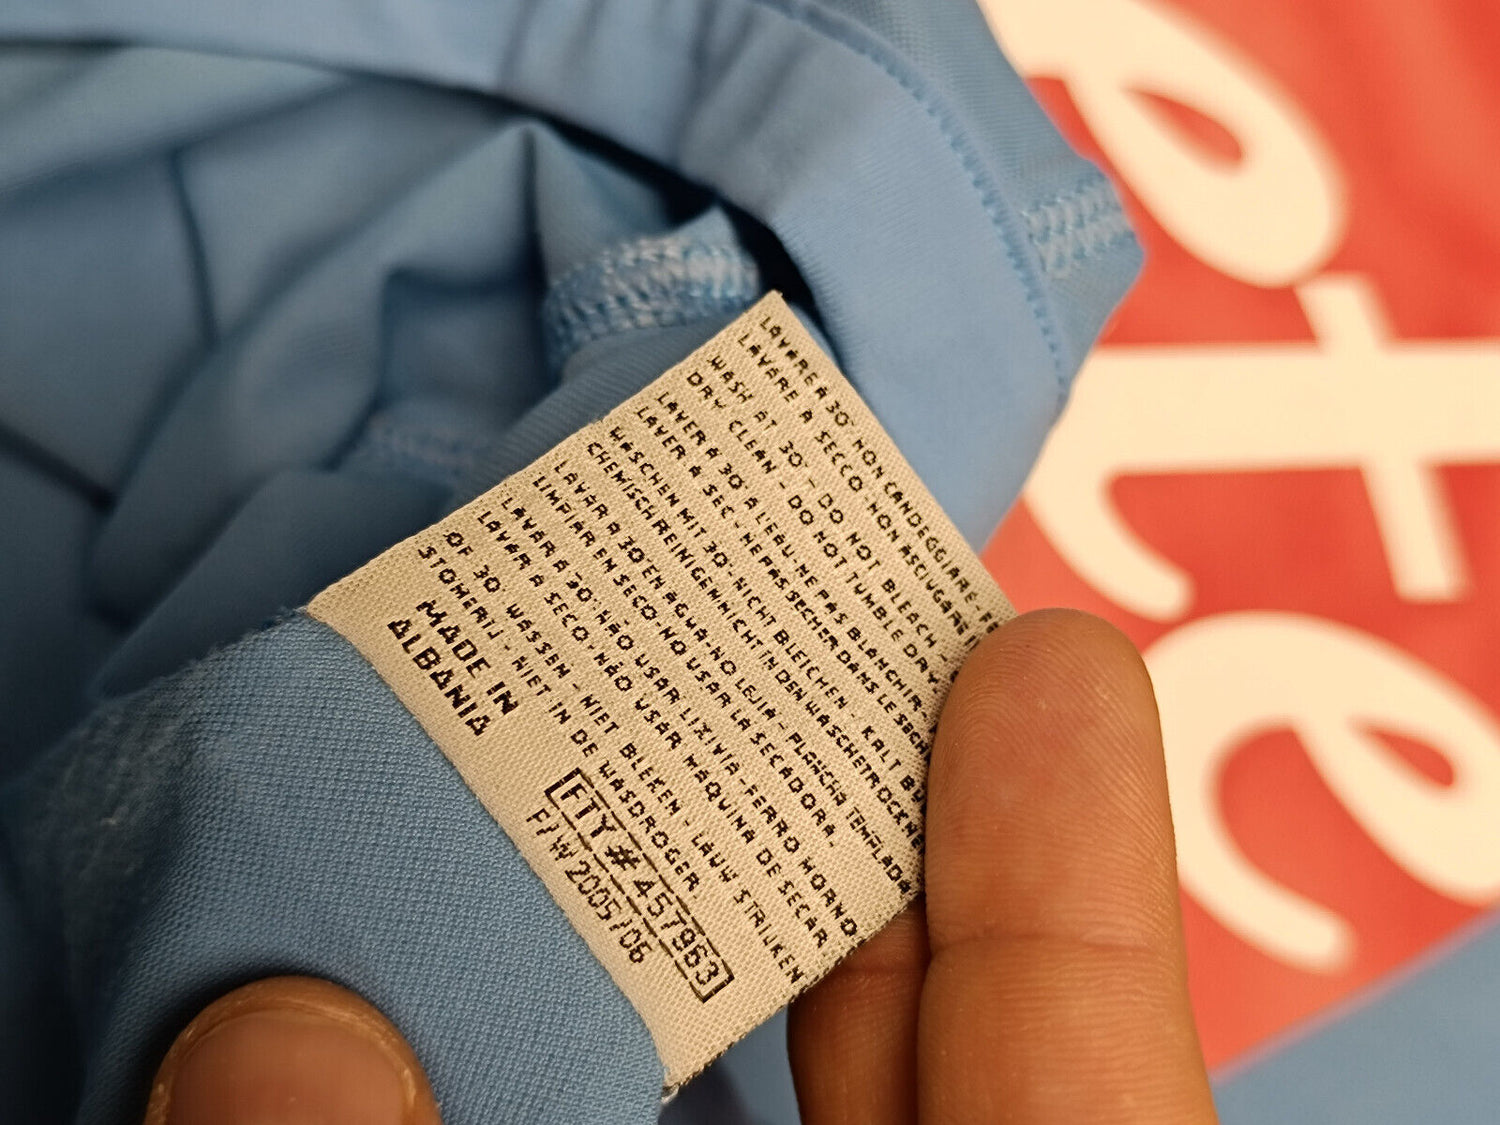 LAVARE A 30° NON CANDEGGIARE - 
LAVARE A SECCO - NON ASCIUGARE
WASH AT 30° - DO NOT BLEACH -
DRY CLEAN - DO NOT TUMBLE DRY
LAVER A 30° A L'EAU - NE PAS BLANCHIR -
LAVER A SEC - NE PAS SECHER DANS LE
WASCHEN MIT 30° - NICHT BLEICHEN - KALT
CHEMISCH REINIGEN NICHT IN DEN
LAVAR A 30 EN AGUA - NO LEJIA - PLANCHA TEMPLADA
LIMPIAR EN SECO - NO USAR LA SECADORA.
LAVAR A 30° NÃO USAR LIXIVIA - FERRO MORNO
LAVAR A SECO - NÃO USAR MAQUINA DE SECAR
OP 30° WASSEN - NIET BLEKEN - LAUW STRIJKEN
STOMERIJ - NIET IN DE WASDROGER
MADE IN
ALBANIA
FTY # 457963
F/W 2005/06
ete